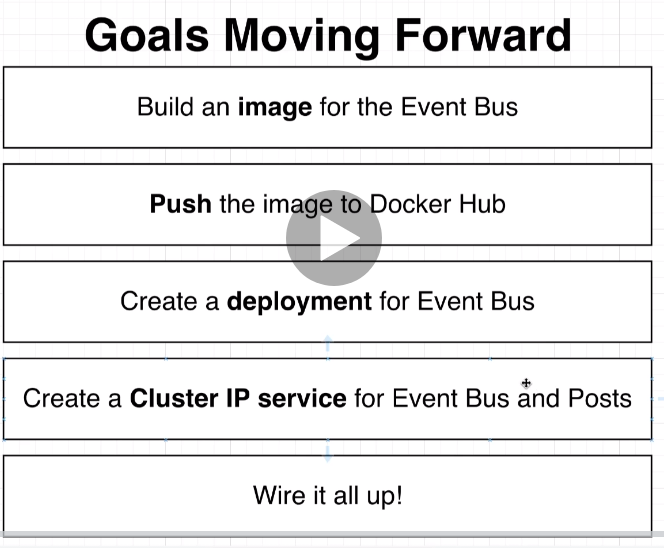 Goals Moving Forward
Build an image for the Event Bus
Push the image to Docker Hub
Create a deployment for Event Bus
Create a Cluster IP service for Event Bus and Posts
Wire it all up!